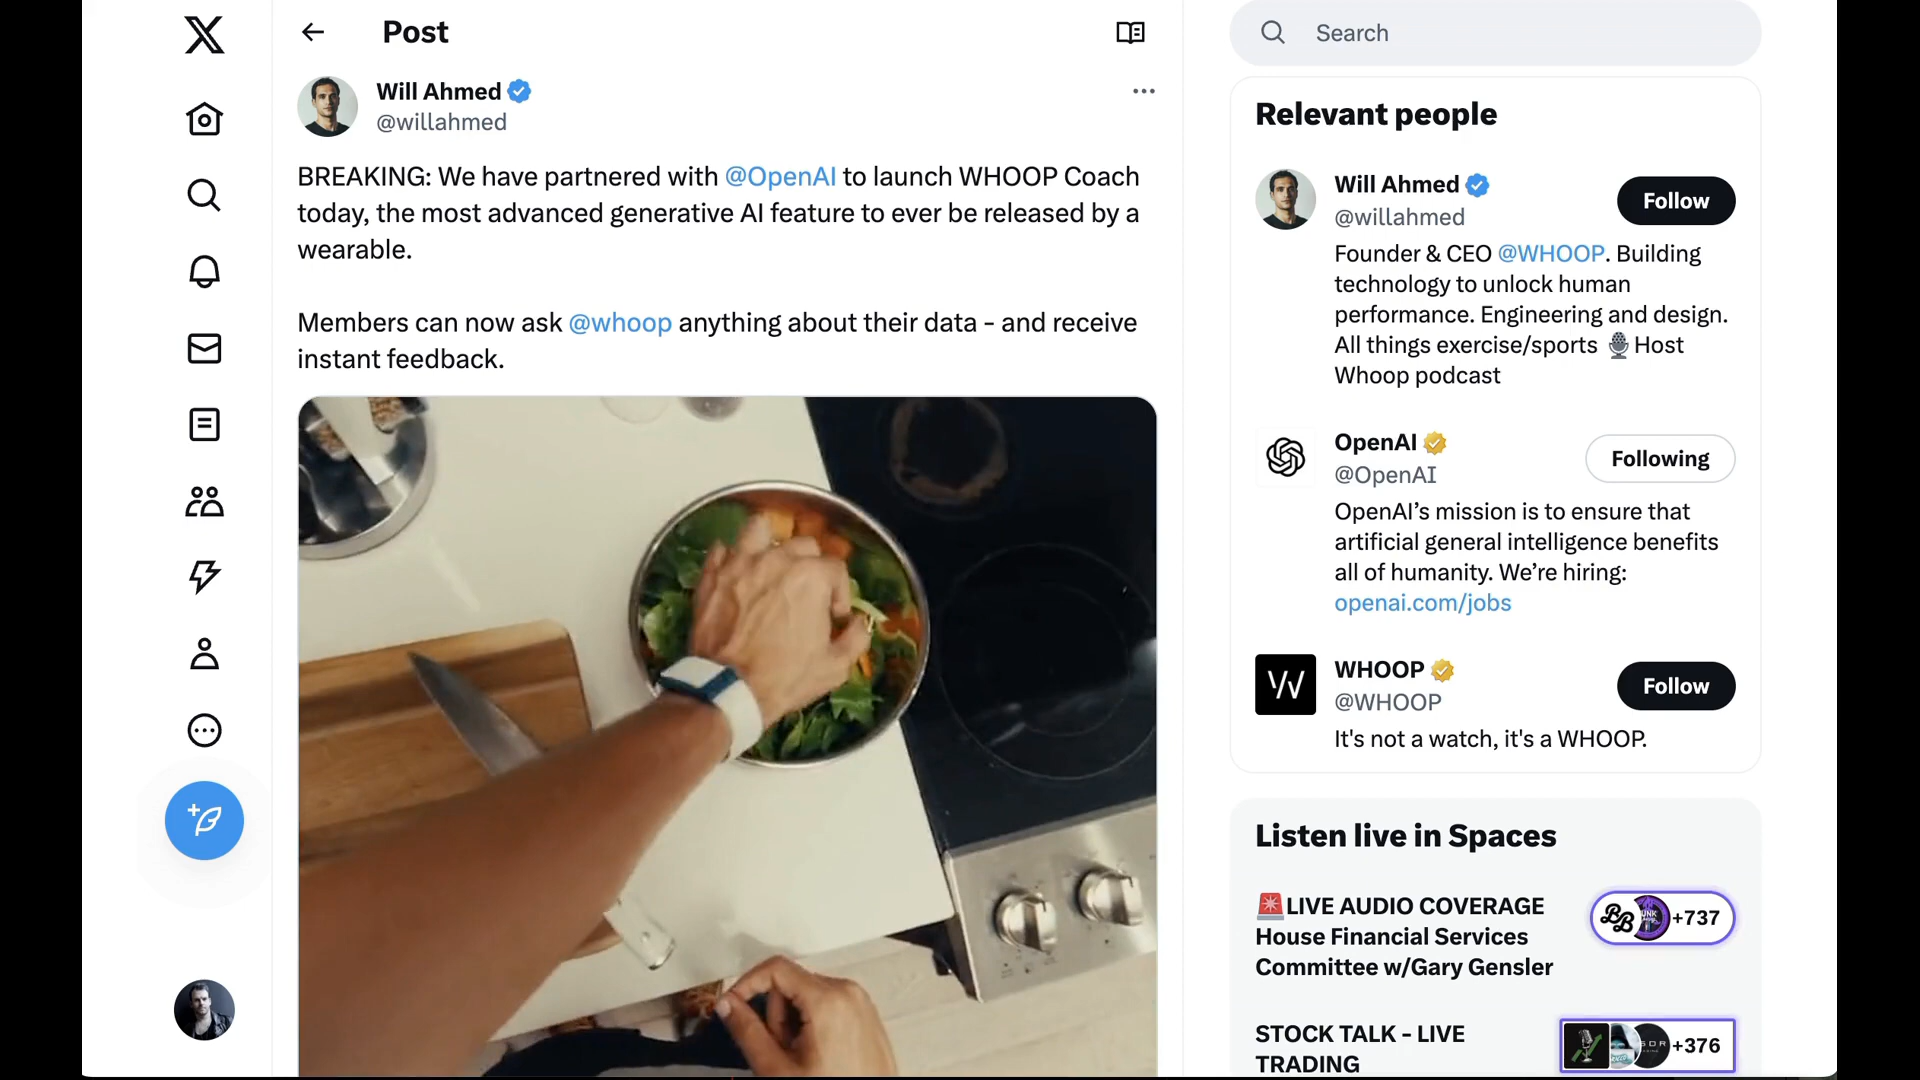 Post
Will Ahmed
@willahmed
BREAKING: We have partnered with @OpenAI to launch WHOOP Coach
today, the most advanced generative AI feature to ever be released by a
wearable.
Members can now ask @whoop anything about their data - and receive
instant feedback.
Search
Relevant people
Will Ahmed
@willahmed
Follow
Founder & CEO @WHOOP. Building
technology to unlock human
performance. Engineering and design.
All things exercise/sports 🎙️Host
Whoop podcast
OpenAI
@OpenAI
Following
OpenAI’s mission is to ensure that
artificial general intelligence benefits
all of humanity. We’re hiring:
openai.com/jobs
WHOOP
@WHOOP
Follow
It's not a watch, it's a WHOOP.
Listen live in Spaces
🚨LIVE AUDIO COVERAGE
House Financial Services
Committee w/Gary Gensler
+737
STOCK TALK - LIVE
TRADING
+376